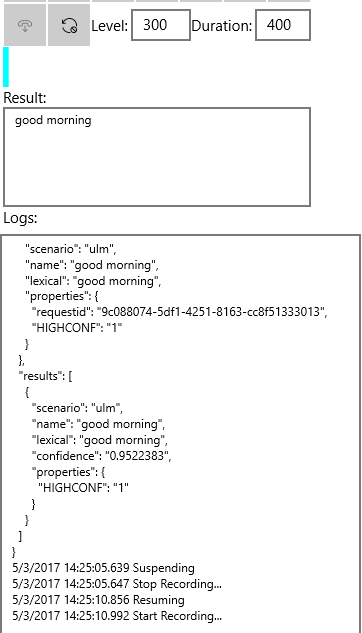 Level: 300 Duration: 400
Result:
good morning
Logs:
"scenario": "ulm",
"name": "good morning",
"lexical": "good morning",
"properties": {
"requestid": "9c088074-5df1-4251-8163-cc8f51333013",
"HIGHCONF": "1"
}
},
"results": [
{
"scenario": "ulm",
"name": "good morning",
"lexical": "good morning",
"confidence": "0.9522383",
"properties": {
"HIGHCONF": "1"
}
}
]
}
5/3/2017 14:25:05.639 Suspending
5/3/2017 14:25:05.647 Stop Recording...
5/3/2017 14:25:10.856 Resuming
5/3/2017 14:25:10.992 Start Recording...